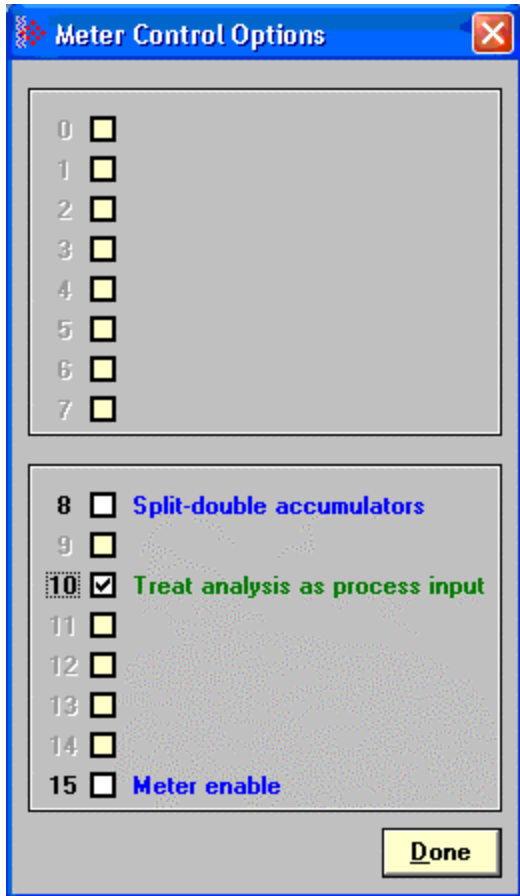 Meter Control Options
0
1
2
3
4
5
6
7
8 Split-double accumulators
9
10 Treat analysis as process input
11
12
13
14
15 Meter enable
Done